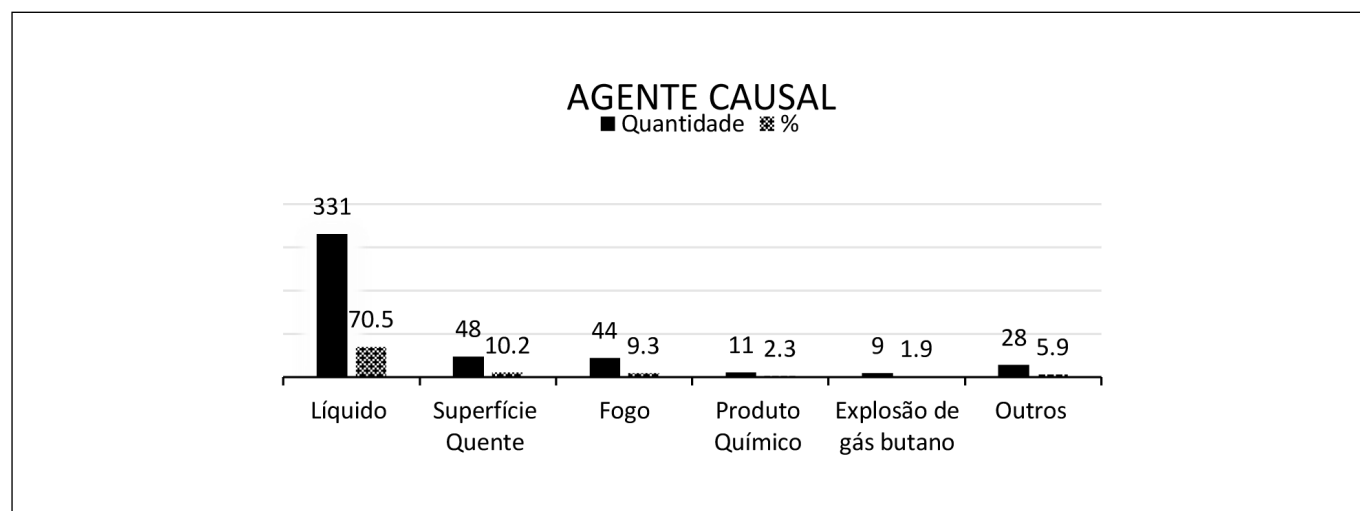 AGENTE CAUSAL
Quantidade %
331
70.5
48
10.2
44
9.3
11
2.3
9
1.9
28
5.9
Líquido
Superfície
Quente
Fogo
Produto
Químico
Explosão de
gás butano
Outros